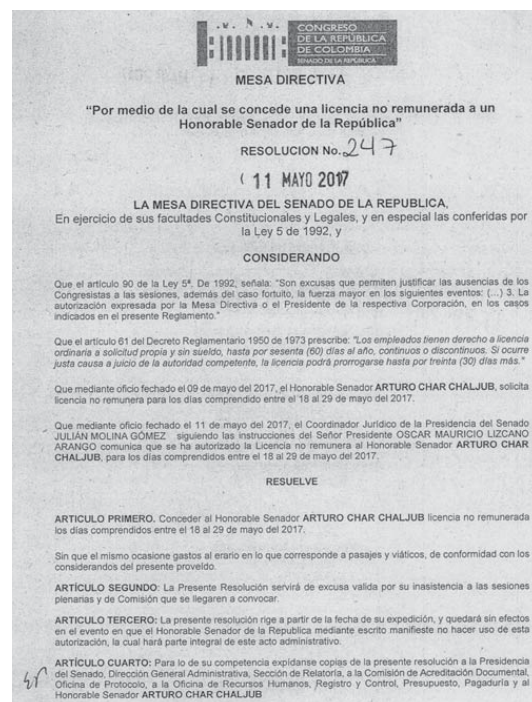 CONGRESO
DE LA REPÚBLICA
DE COLOMBIA
SENADO DE LA REPÚBLICA
MESA DIRECTIVA
"Por medio de la cual se concede una licencia no remunerada a un
Honorable Senador de la República"
RESOLUCION No. 247
( 11 MAYO 2017
LA MESA DIRECTIVA DEL SENADO DE LA REPUBLICA,
En ejercicio de sus facultades Constitucionales y Legales, y en especial las conferidas por
la Ley 5 de 1992, y
CONSIDERANDO
Que el artículo 90 de la Ley 5ª. De 1992, señala: "Son excusas que permiten justificar las ausencias de los
Congresistas a las sesiones, además del caso fortuito, la fuerza mayor en los siguientes eventos: (...) 3. La
autorización expresada por la Mesa Directiva o el Presidente de la respectiva Corporación, en los casos
indicados en el presente Reglamento."
Que el artículo 61 del Decreto Reglamentario 1950 de 1973 prescribe: "Los empleados tienen derecho a licencia
ordinaria a solicitud propia y sin sueldo, hasta por sesenta (60) días al año, continuos o discontinuos. Si ocurre
justa causa a juicio de la autoridad competente, la licencia podrá prorrogarse hasta por treinta (30) días más."
Que mediante oficio fechado el 09 de mayo del 2017, el Honorable Senador ARTURO CHAR CHALJUB, solicita
licencia no remunerada para los días comprendido entre el 18 al 29 de mayo del 2017.
Que mediante oficio fechado el 11 de mayo del 2017, el Coordinador Jurídico de la Presidencia del Senado
JULIÁN MOLINA GÓMEZ siguiendo las instrucciones del Señor Presidente OSCAR MAURICIO LIZCANO
ARANGO comunica que se ha autorizado la Licencia no remunera al Honorable Senador ARTURO CHAR
CHALJUB, para los días comprendidos entre el 18 al 29 de mayo del 2017.
RESUELVE
ARTICULO PRIMERO. Conceder al Honorable Senador ARTURO CHAR CHALJUB licencia no remunerada
los días comprendidos entre el 18 al 29 de mayo del 2017.
Sin que el mismo ocasione gastos al erario en lo que corresponde a pasajes y viáticos, de conformidad con los
considerandos del presente proveído.
ARTÍCULO SEGUNDO: La Presente Resolución servirá de excusa valida por su inasistencia a las sesiones
plenarias y de Comisión que se llegaren a convocar.
ARTICULO TERCERO: La presente resolución rige a partir de la fecha de su expedición, y quedará sin efectos
en el evento en que el Honorable Senador de la Republica mediante escrito manifieste no hacer uso de esta
autorización, la cual hará parte integral de este acto administrativo.
ARTÍCULO CUARTO: Para lo de su competencia expídanse copias de la presente resolución a la Presidencia
del Senado, Dirección General Administrativa, Sección de Relatoría, a la Comisión de Acreditación Documental,
Oficina de Protocolo, a la Oficina de Recursos Humanos, Registro y Control, Presupuesto, Pagaduría y al
Honorable Senador ARTURO CHAR CHALJUB